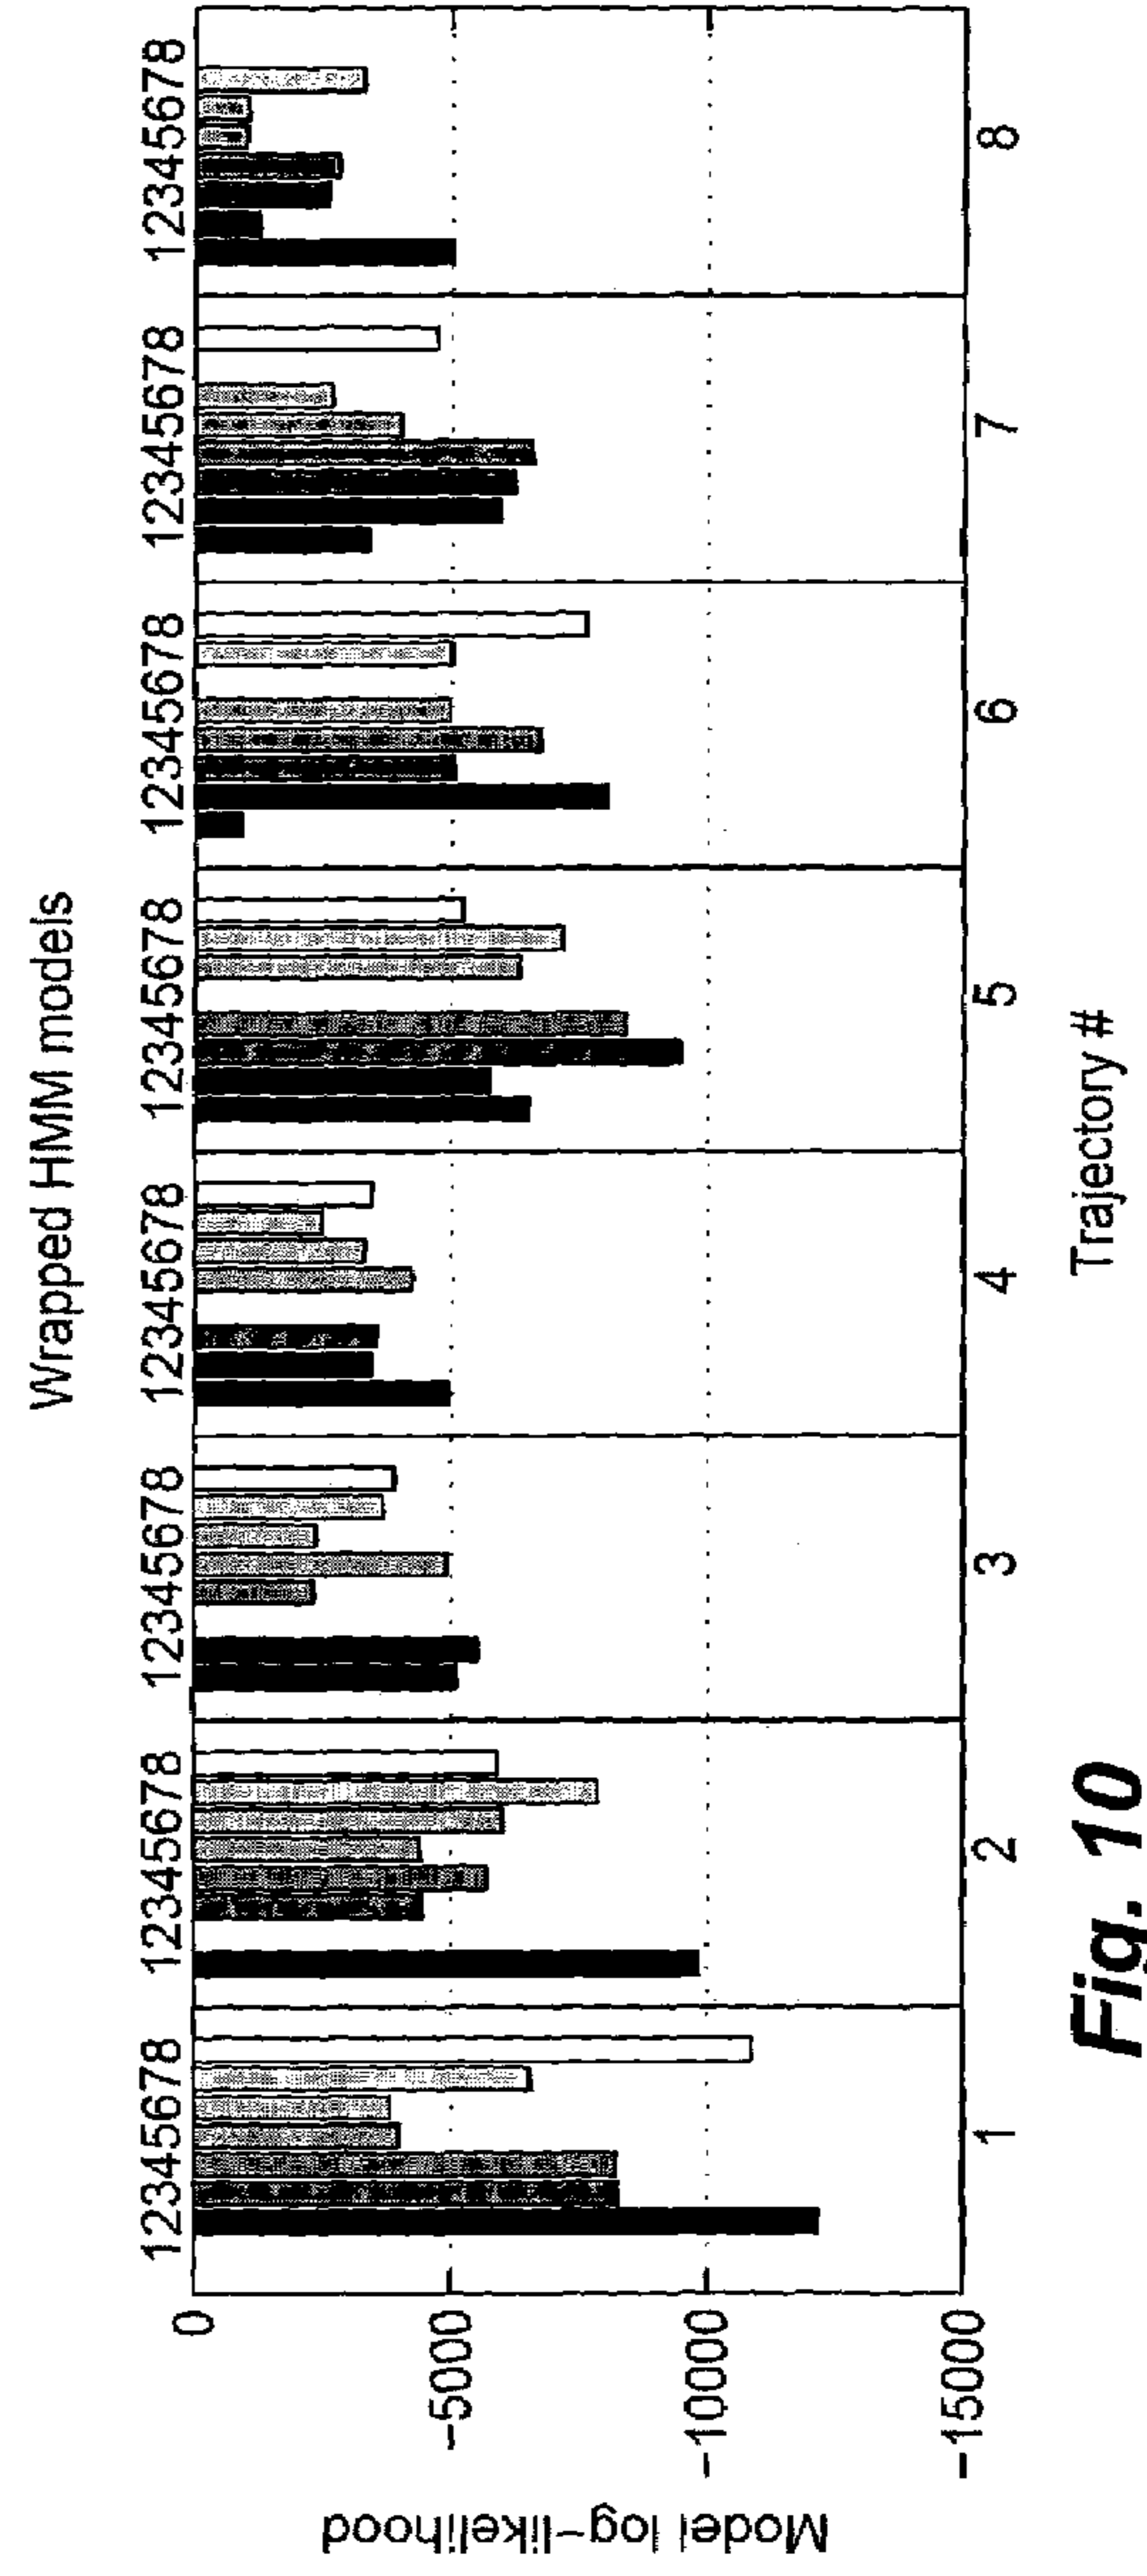 Wrapped HMM models
12345678 12345678 12345678 12345678 12345678 12345678 12345678 12345678
0
-5000
-10000
-15000
Model log-likelihood
1 2 3 4 5 6 7 8
Trajectory #
Fig. 10